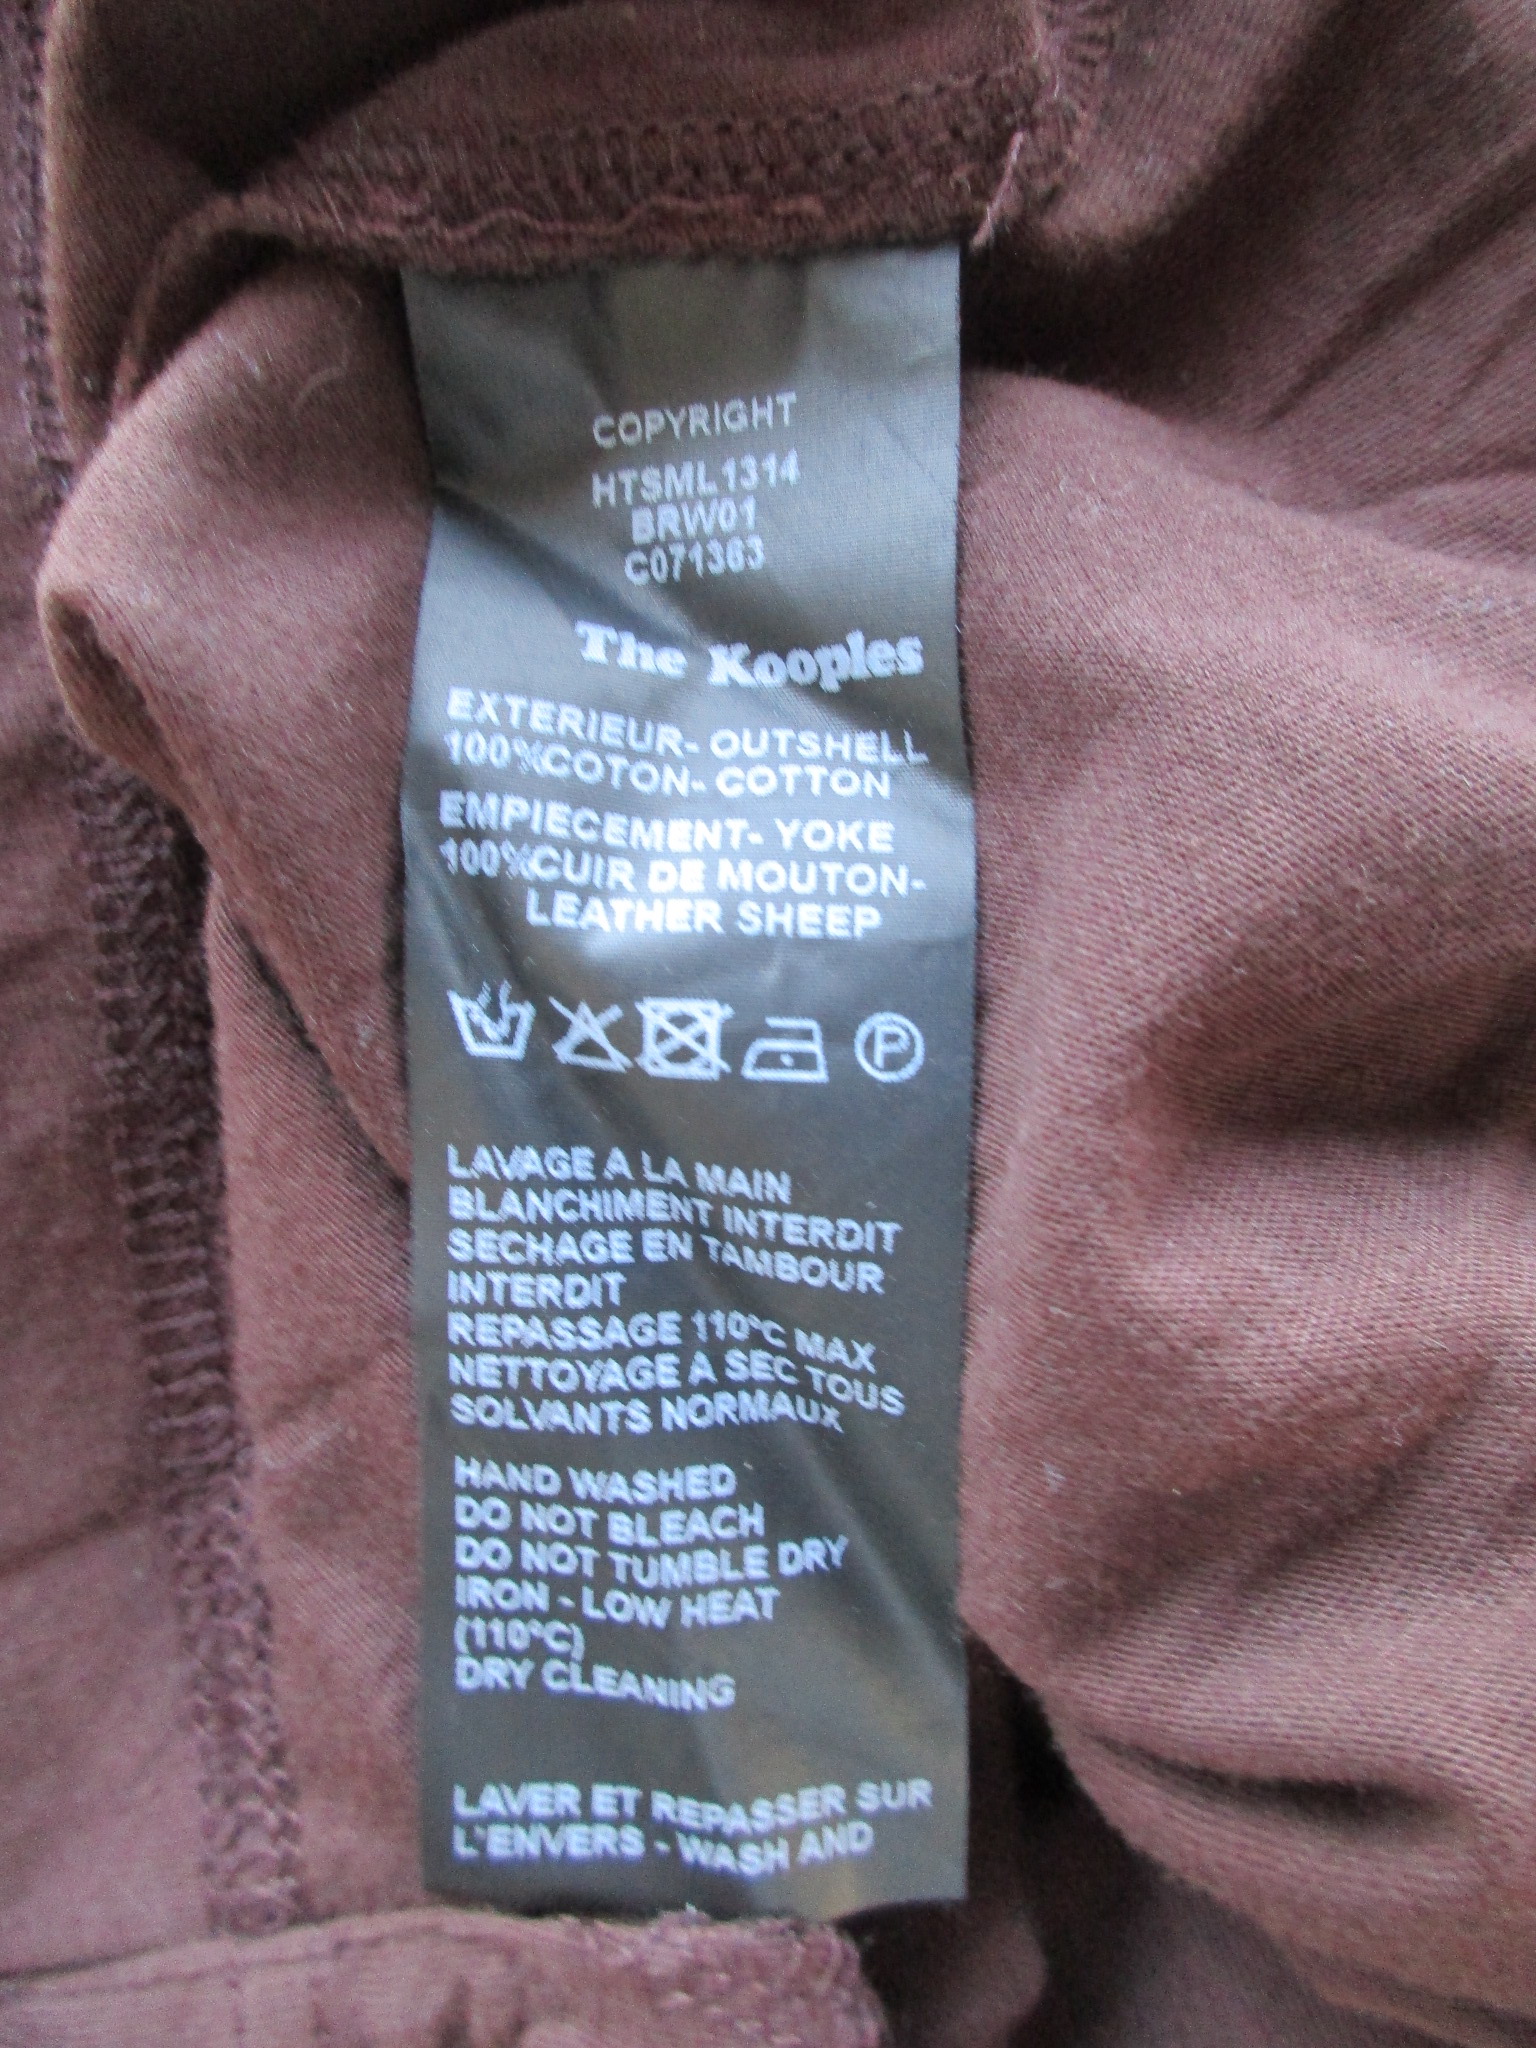 COPYRIGHT
HTSML1314
BRW01
C071363
The Kooples
EXTERIEUR- OUTSHELL
100%COTON- COTTON
EMPIECEMENT- YOKE
100%CUIR DE MOUTON-
LEATHER SHEEP
P
LAVAGE A LA MAIN
BLANCHIMENT INTERDIT
SECHAGE EN TAMBOUR
INTERDIT
REPASSAGE 110°C MAX
NETTOYAGE A SEC TOUS
SOLVANTS NORMAUX
HAND WASHED
DO NOT BLEACH
DO NOT TUMBLE DRY
IRON - LOW HEAT
(110°C)
DRY CLEANING
LAVER ET REPASSER SUR
L'ENVERS - WASH AND